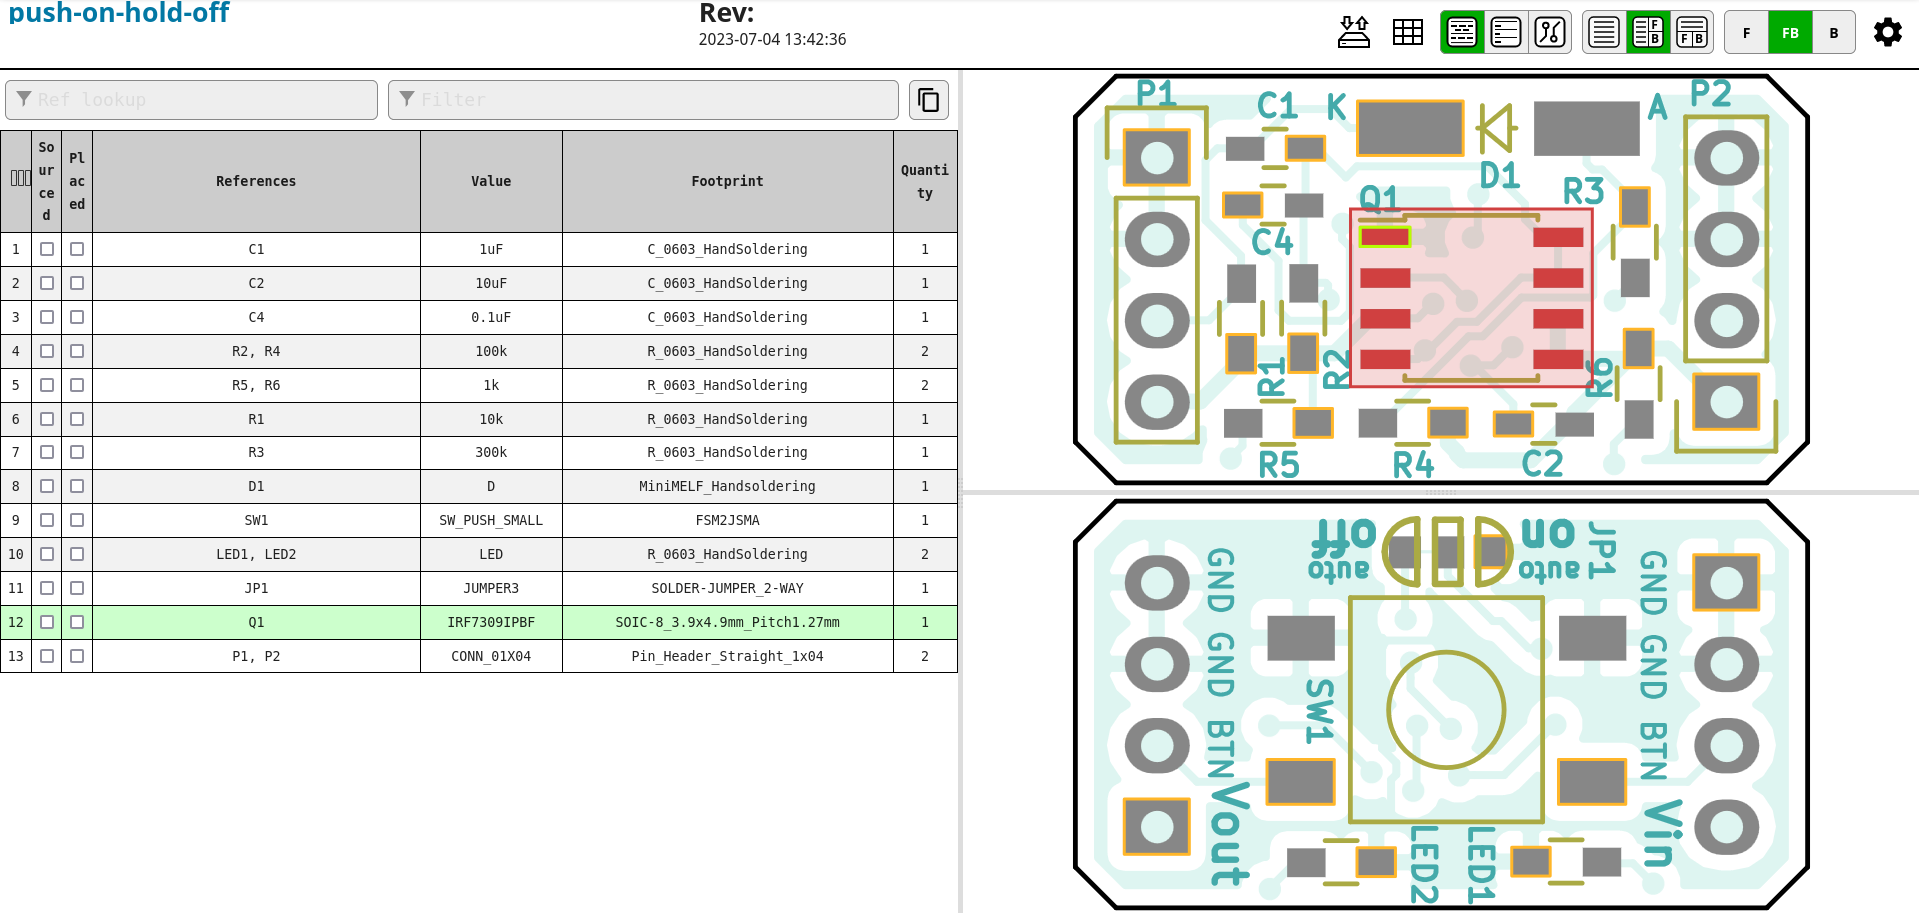 push-on-hold-off
Rev:
2023-07-04 13:42:36
F FB B
Ref lookup
Filter
Sourced Placed References Value Footprint Quantity
1 C1 1uF C_0603_HandSoldering 1
2 C2 10uF C_0603_HandSoldering 1
3 C4 0.1uF C_0603_HandSoldering 1
4 R2, R4 100k R_0603_HandSoldering 2
5 R5, R6 1k R_0603_HandSoldering 2
6 R1 10k R_0603_HandSoldering 1
7 R3 300k R_0603_HandSoldering 1
8 D1 D MiniMELF_Handsoldering 1
9 SW1 SW_PUSH_SMALL FSM2JSMA 1
10 LED1, LED2 LED R_0603_HandSoldering 2
11 JP1 JUMPER3 SOLDER-JUMPER_2-WAY 1
12 Q1 IRF7309IPBF SOIC-8_3.9x4.9mm_Pitch1.27mm 1
13 P1, P2 CONN_01X04 Pin_Header_Straight_1x04 2
P1 C1 K A P2
D1 R3
Q1
C4
R1 R2 R6
R5 R4 C2
off on
auto auto
JP1
GND GND
GND GND
SW1
BTN BTN
Vout Vin
LED2 LED1